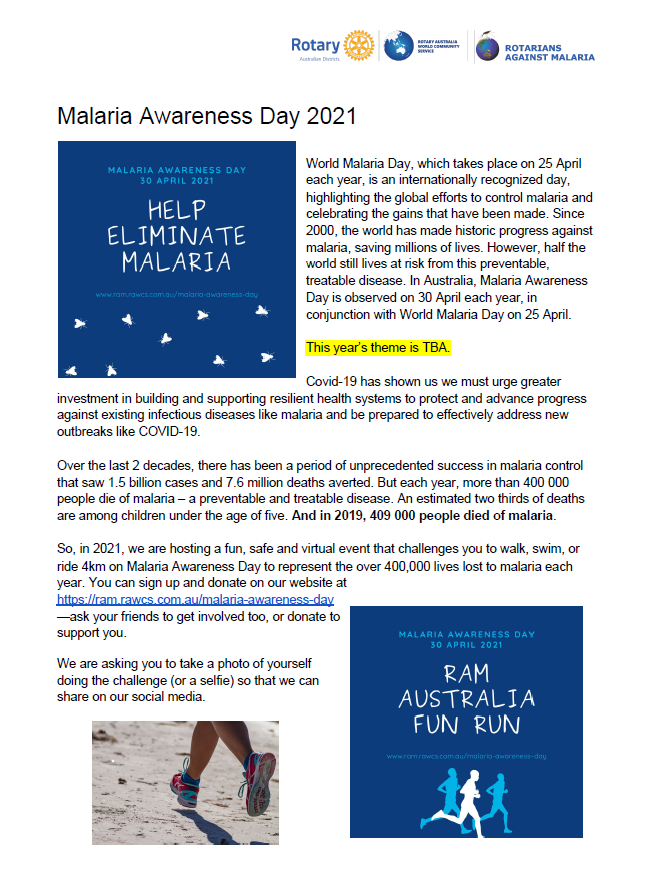 Rotary
Australian Districts
ROTARY AUSTRALIA
WORLD COMMUNITY
SERVICE
ROTARIANS
AGAINST MALARIA
Malaria Awareness Day 2021
MALARIA AWARENESS DAY
30 APRIL 2021
HELP
ELIMINATE
MALARIA
www.ram.rawcs.com.au/malaria-awareness-day
World Malaria Day, which takes place on 25 April
each year, is an internationally recognized day,
highlighting the global efforts to control malaria and
celebrating the gains that have been made. Since
2000, the world has made historic progress against
malaria, saving millions of lives. However, half the
world still lives at risk from this preventable,
treatable disease. In Australia, Malaria Awareness
Day is observed on 30 April each year, in
conjunction with World Malaria Day on 25 April.
This year's theme is TBA.
Covid-19 has shown us we must urge greater
investment in building and supporting resilient health systems to protect and advance progress
against existing infectious diseases like malaria and be prepared to effectively address new
outbreaks like COVID-19.
Over the last 2 decades, there has been a period of unprecedented success in malaria control
that saw 1.5 billion cases and 7.6 million deaths averted. But each year, more than 400 000
people die of malaria – a preventable and treatable disease. An estimated two thirds of deaths
are among children under the age of five. And in 2019, 409 000 people died of malaria.
So, in 2021, we are hosting a fun, safe and virtual event that challenges you to walk, swim, or
ride 4km on Malaria Awareness Day to represent the over 400,000 lives lost to malaria each
year. You can sign up and donate on our website at
https://ram.rawcs.com.au/malaria-awareness-day
—ask your friends to get involved too, or donate to
support you.
We are asking you to take a photo of yourself
doing the challenge (or a selfie) so that we can
share on our social media.
MALARIA AWARENESS DAY
30 APRIL 2021
RAM
AUSTRALIA
FUN RUN
www.ram.rawcs.com.au/malaria-awareness-day